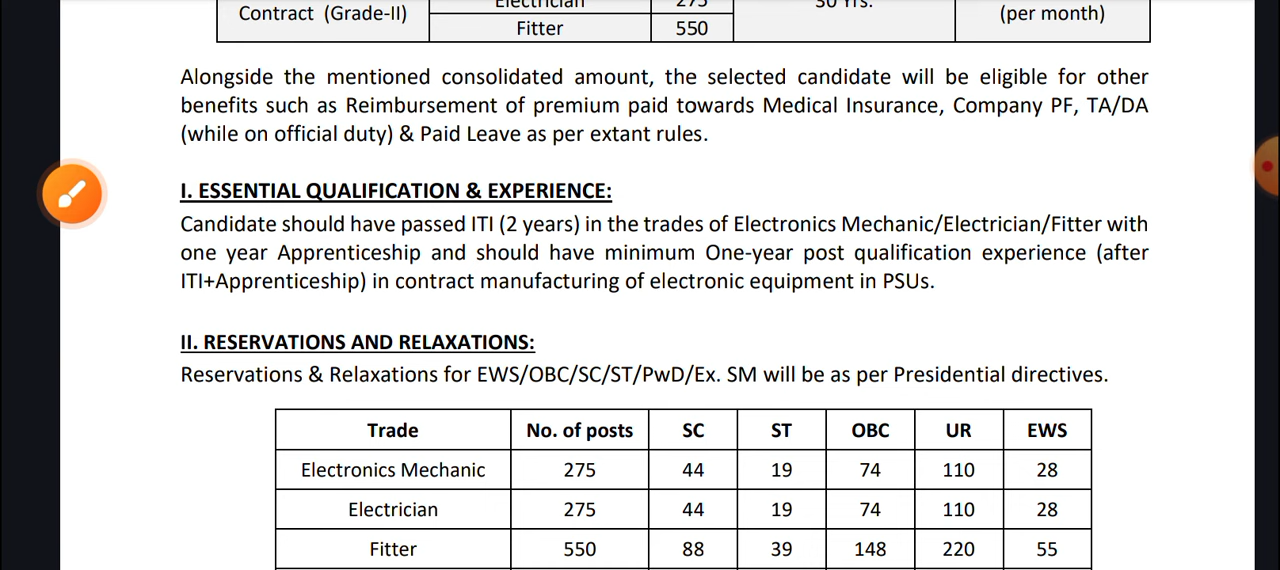 Contract (Grade-II) Electrician 275 30 Yrs. (per month)
Fitter 550
Alongside the mentioned consolidated amount, the selected candidate will be eligible for other
benefits such as Reimbursement of premium paid towards Medical Insurance, Company PF, TA/DA
(while on official duty) & Paid Leave as per extant rules.
I. ESSENTIAL QUALIFICATION & EXPERIENCE:
Candidate should have passed ITI (2 years) in the trades of Electronics Mechanic/Electrician/Fitter with
one year Apprenticeship and should have minimum One-year post qualification experience (after
ITI+Apprenticeship) in contract manufacturing of electronic equipment in PSUs.
II. RESERVATIONS AND RELAXATIONS:
Reservations & Relaxations for EWS/OBC/SC/ST/PwD/Ex. SM will be as per Presidential directives.
Trade No. of posts SC ST OBC UR EWS
Electronics Mechanic 275 44 19 74 110 28
Electrician 275 44 19 74 110 28
Fitter 550 88 39 148 220 55